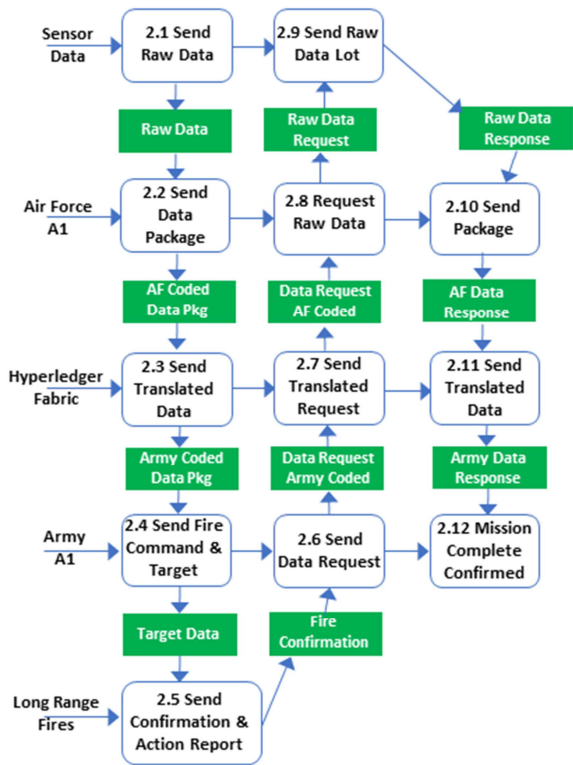 Sensor
Data
2.1 Send
Raw Data
2.9 Send Raw
Data Lot
Raw Data
Raw Data
Request
Raw Data
Response
Air Force
A1
2.2 Send
Data
Package
2.8 Request
Raw Data
2.10 Send
Package
AF Coded
Data Pkg
Data Request
AF Coded
AF Data
Response
Hyperledger
Fabric
2.3 Send
Translated
Data
2.7 Send
Translated
Request
2.11 Send
Translated
Data
Army Coded
Data Pkg
Data Request
Army Coded
Army Data
Response
Army
A1
2.4 Send Fire
Command &
Target
2.6 Send
Data Request
2.12 Mission
Complete
Confirmed
Target Data
Fire
Confirmation
Long Range
Fires
2.5 Send
Confirmation &
Action Report